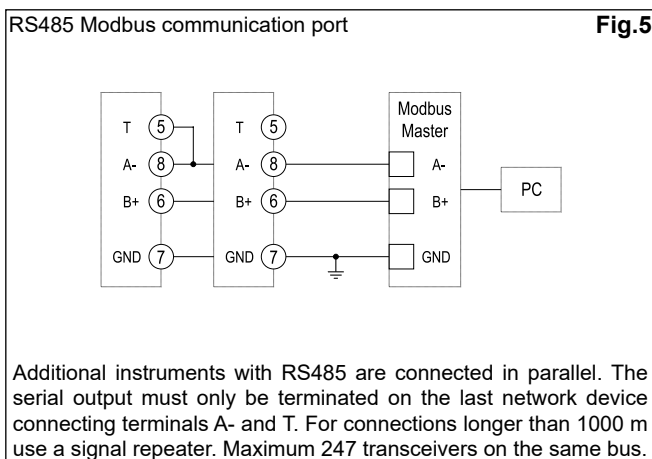 RS485 Modbus communication port Fig.5
Modbus
Master
T 5 T 5
A- 8 A- 8 A-
B+ 6 B+ 6 B+
PC
GND 7 GND 7 GND
Additional instruments with RS485 are connected in parallel. The
serial output must only be terminated on the last network device
connecting terminals A- and T. For connections longer than 1000 m
use a signal repeater. Maximum 247 transceivers on the same bus.